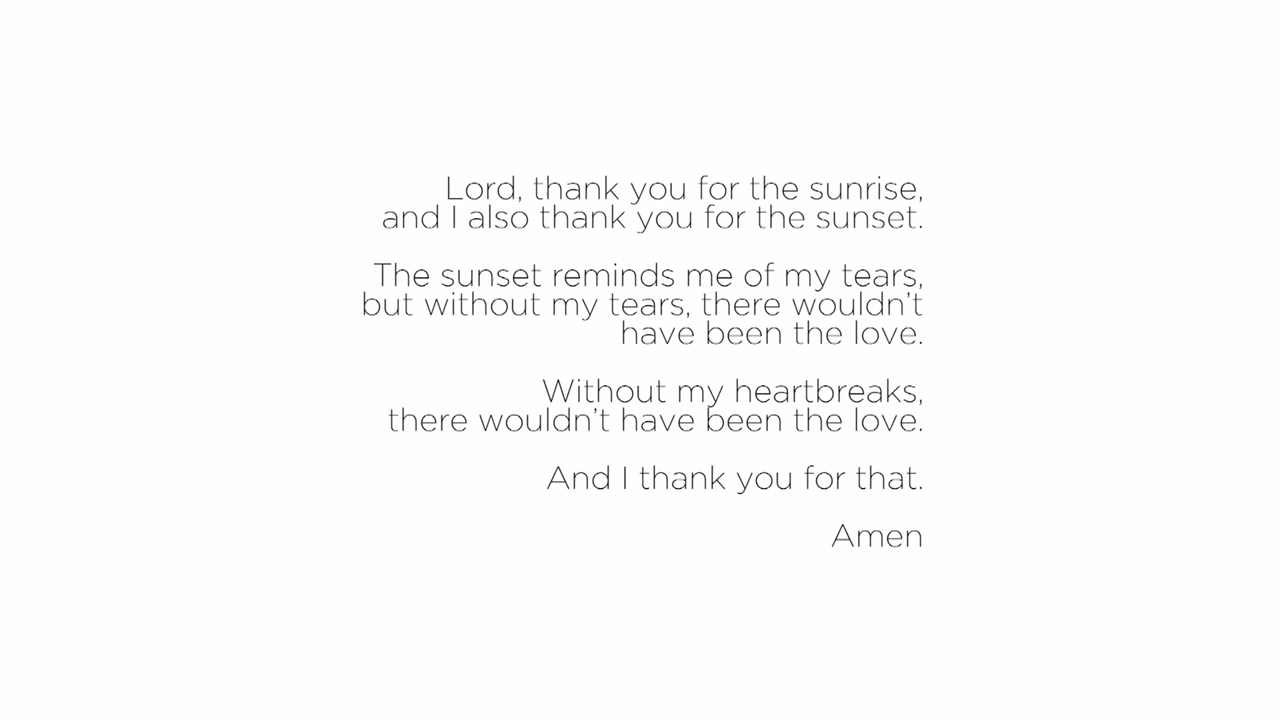 Lord, thank you for the sunrise,
and I also thank you for the sunset.
The sunset reminds me of my tears,
but without my tears, there wouldn't
have been the love.
Without my heartbreaks,
there wouldn't have been the love.
And I thank you for that.
Amen